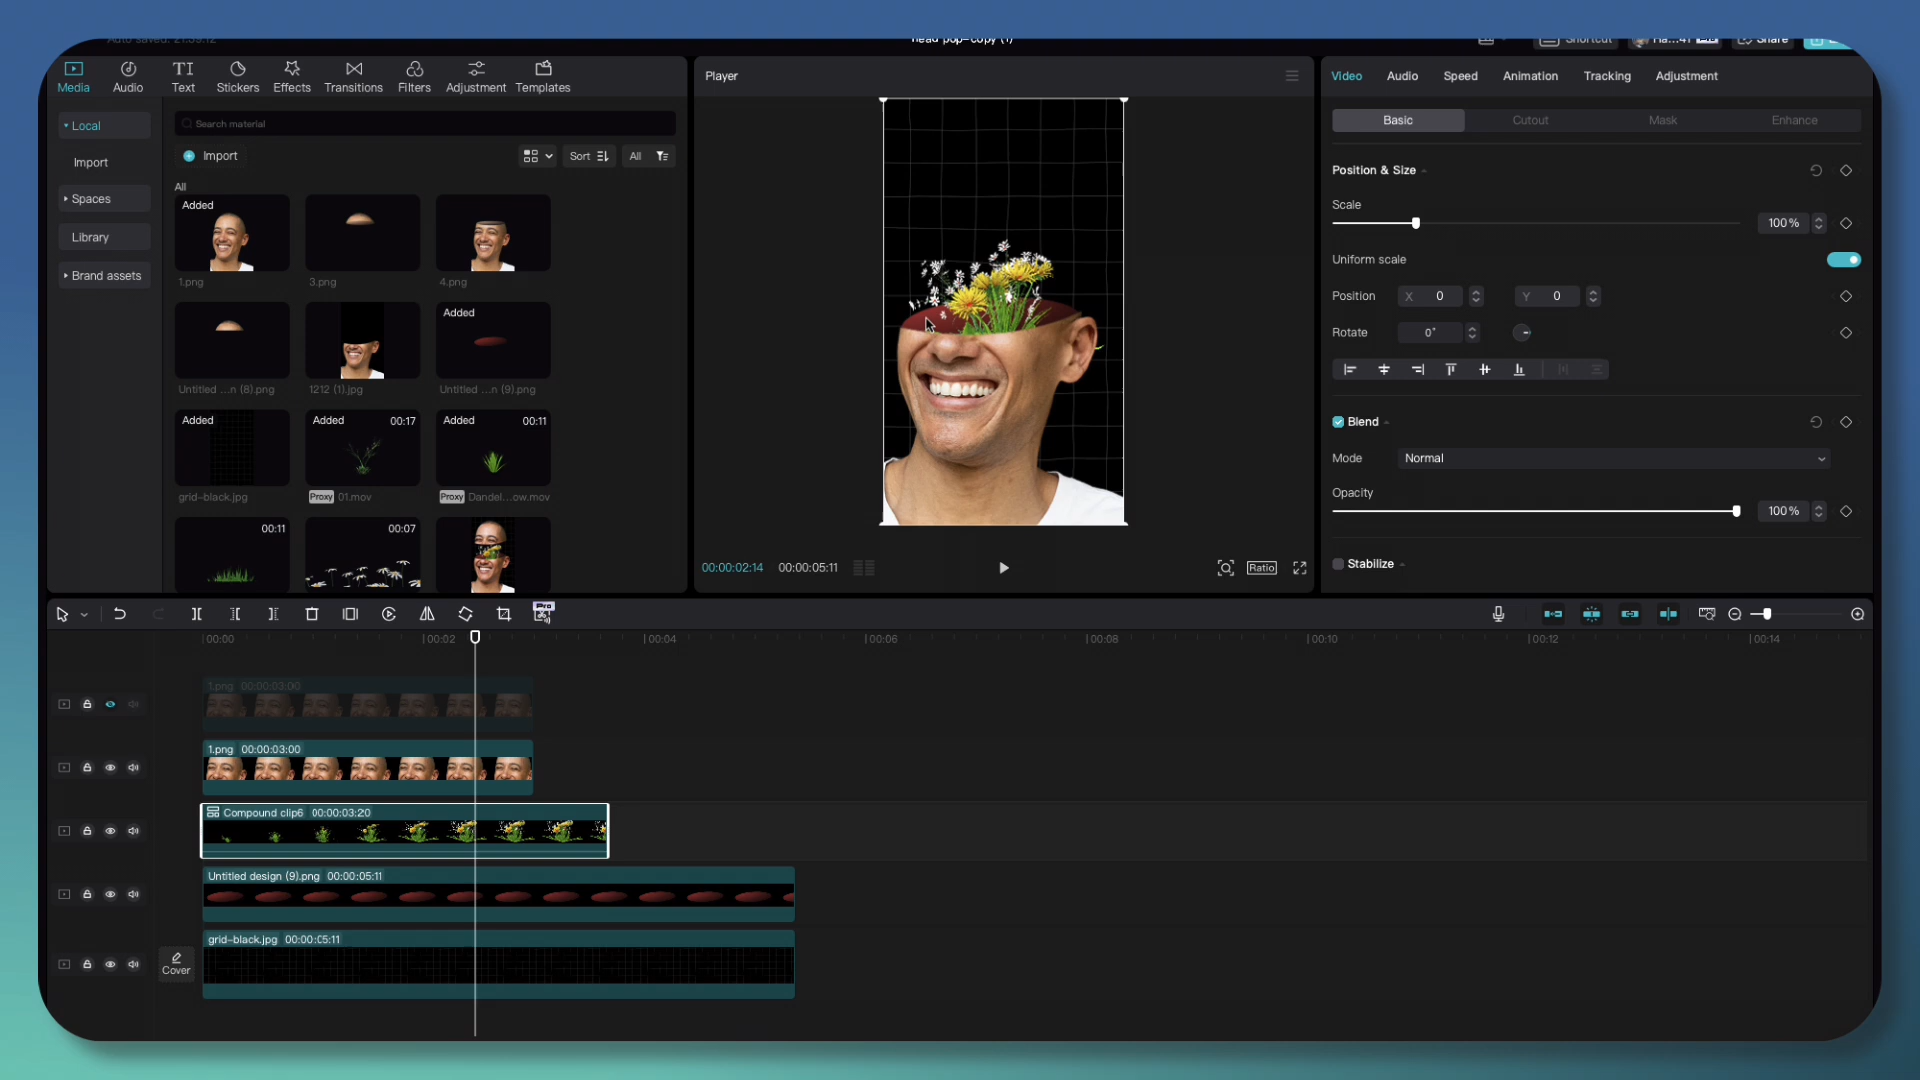 Auto saved: 21:39:12
head pop-copy (1)
Shortcut
Ha...41
Share
Media
Audio
Text
Stickers
Effects
Transitions
Filters
Adjustment
Templates
Local
Import
Spaces
Library
Brand assets
Search material
Import
Sort
All
All
Added
1.png
3.png
4.png
Added
Untitled ...n (8).png
1212 (1).jpg
Untitled ...n (9).png
Added
Added
00:17
Added
00:11
grid-black.jpg
Proxy 01.mov
Proxy Dandel...ow.mov
00:11
00:07
Player
00:00:02:14
00:00:05:11
Ratio
Video
Audio
Speed
Animation
Tracking
Adjustment
Basic
Cutout
Mask
Enhance
Position & Size
Scale
100%
Uniform scale
Position
X 0
Y 0
Rotate
0°
Blend
Mode
Normal
Opacity
100%
Stabilize
Pro
00:00
00:02
00:04
00:06
00:08
00:10
00:12
00:14
1.png 00:00:03:00
1.png 00:00:03:00
Compound clip6 00:00:03:20
Untitled design (9).png 00:00:05:11
grid-black.jpg 00:00:05:11
Cover